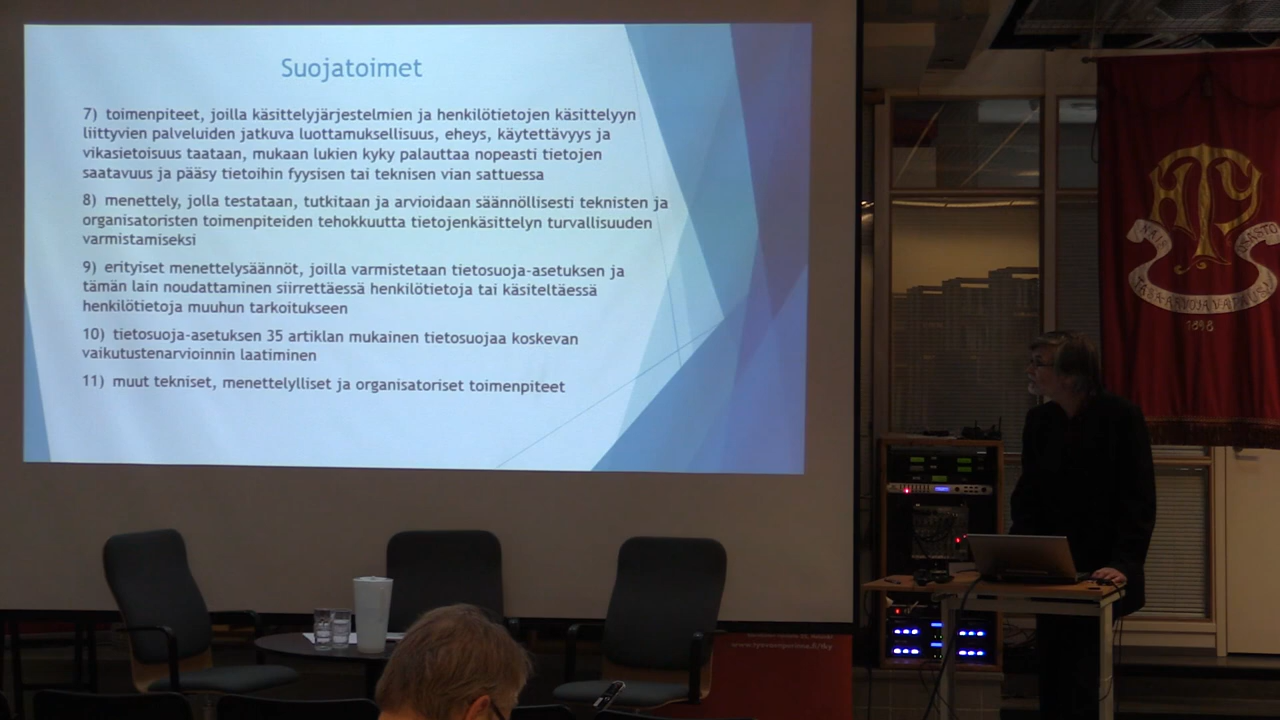 Suojatoimet
7) toimenpiteet, joilla käsittelyjärjestelmien ja henkilötietojen käsittelyyn
liittyvien palveluiden jatkuva luottamuksellisuus, eheys, käytettävyys ja
vikasietoisuus taataan, mukaan lukien kyky palauttaa nopeasti tietojen
saatavuus ja pääsy tietoihin fyysisen tai teknisen vian sattuessa
8) menettely, jolla testataan, tutkitaan ja arvioidaan säännöllisesti teknisten ja
organisatoristen toimenpiteiden tehokkuutta tietojenkäsittelyn turvallisuuden
varmistamiseksi
9) erityiset menettelysäännöt, joilla varmistetaan tietosuoja-asetuksen ja
tämän lain noudattaminen siirrettäessä henkilötietoja tai käsiteltäessä
henkilötietoja muuhun tarkoitukseen
10) tietosuoja-asetuksen 35 artiklan mukainen tietosuojaa koskevan
vaikutustenarvioinnin laatiminen
11) muut tekniset, menettelylliset ja organisatoriset toimenpiteet
HTY
1898